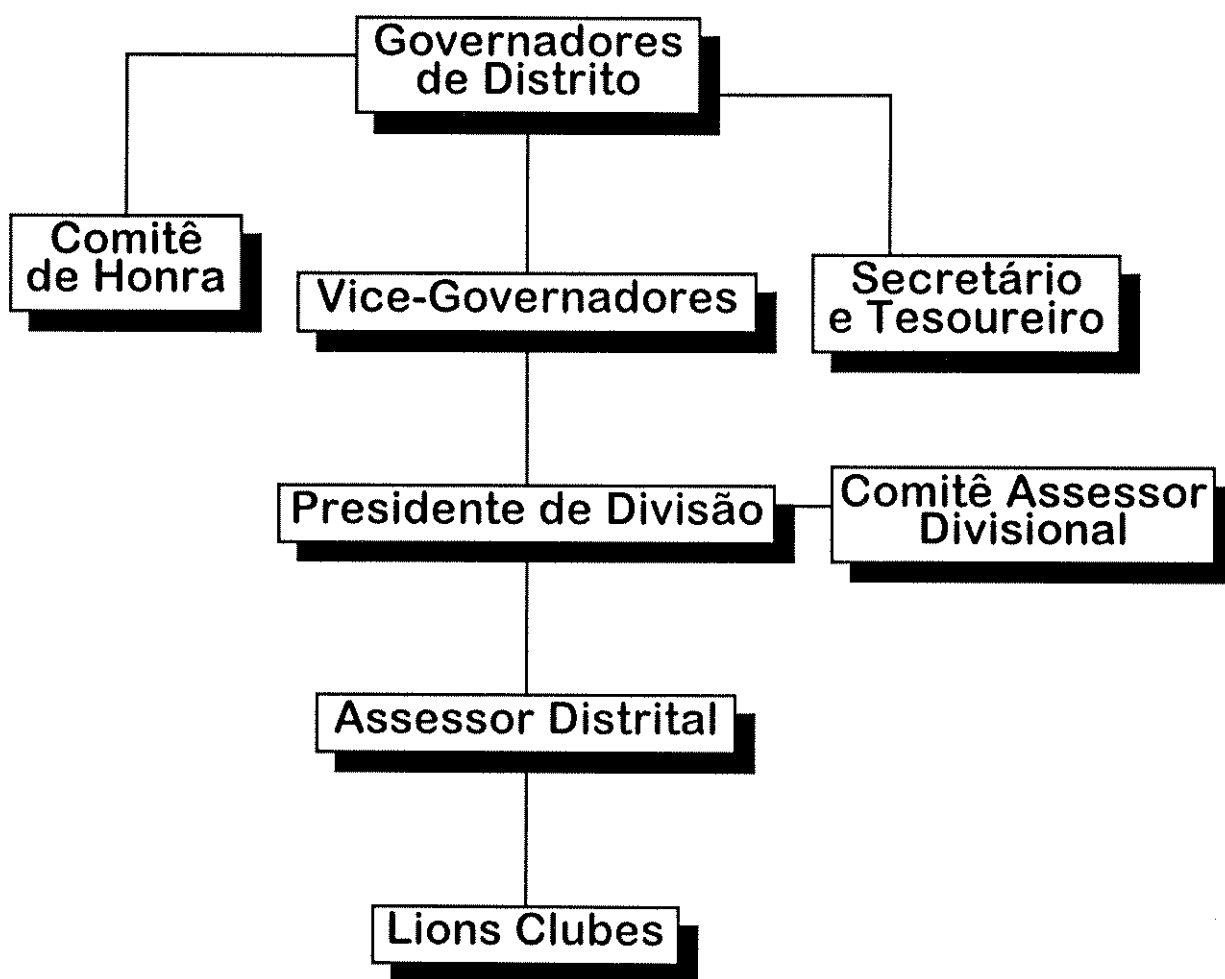 Governadores
de Distrito
Comitê
de Honra
Vice-Governadores
Secretário
e Tesoureiro
Presidente de Divisão
Comitê Assessor
Divisional
Assessor Distrital
Lions Clubes